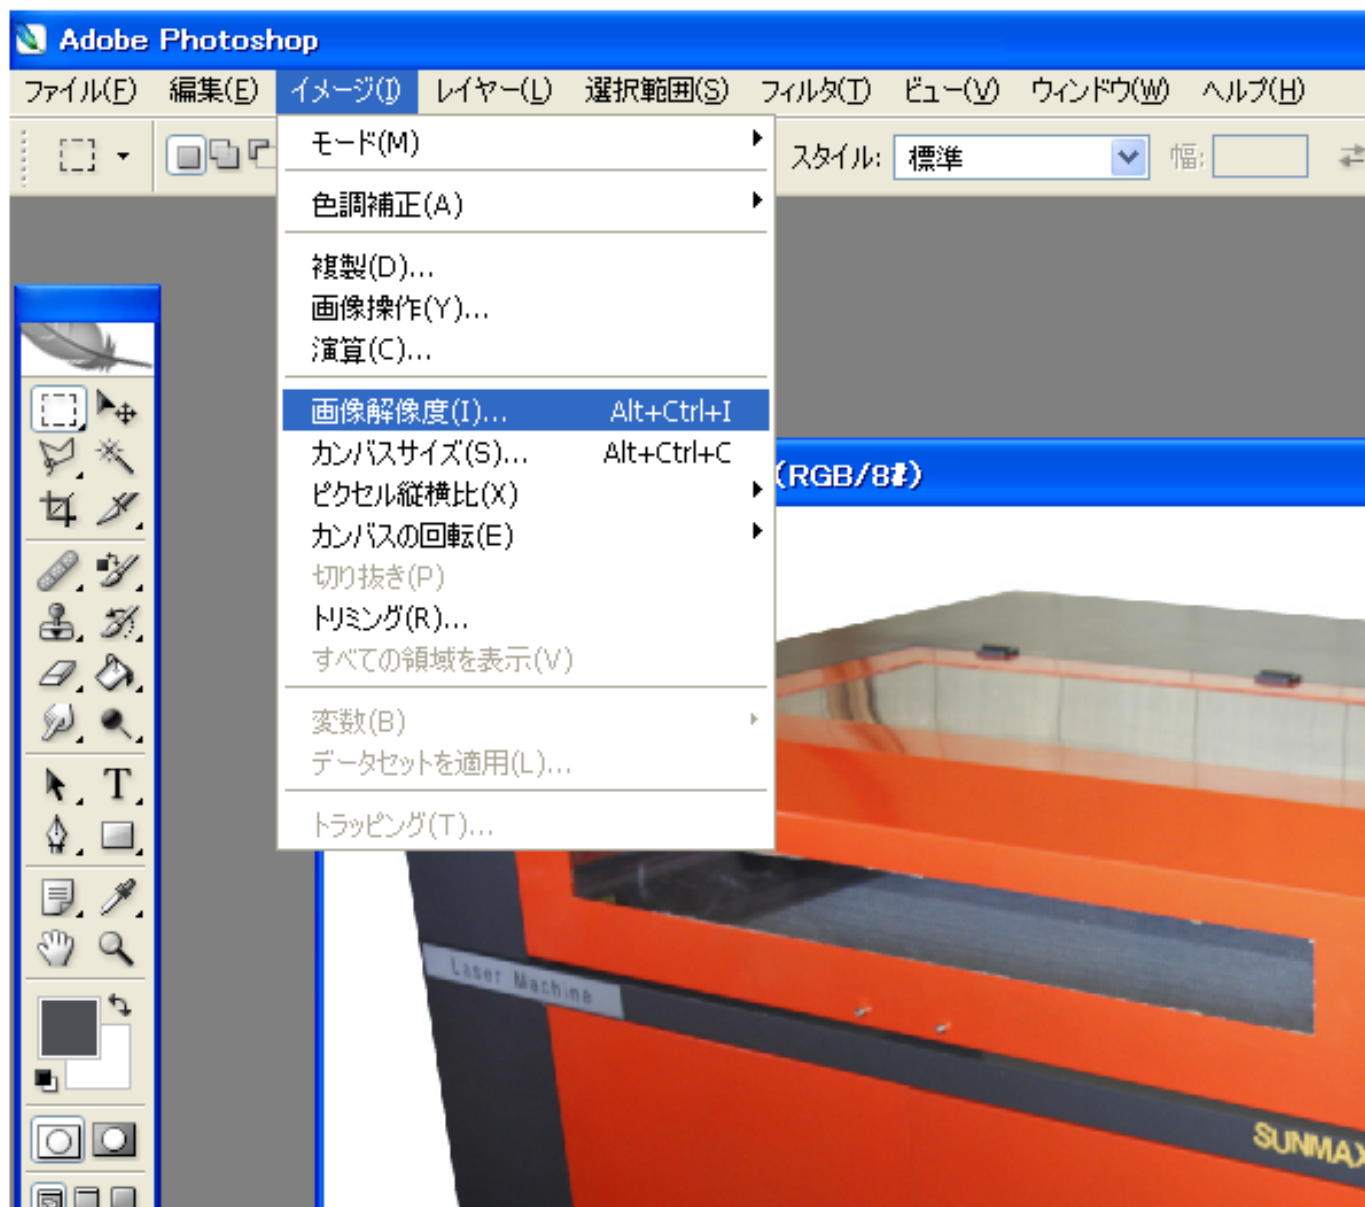 Adobe Photoshop
ファイル(F) 編集(E) イメージ(I) レイヤー(L) 選択範囲(S) フィルタ(T) ビュー(V) ウィンドウ(W) ヘルプ(H)
スタイル: 標準 幅:
モード(M)
色調補正(A)
複製(D)...
画像操作(Y)...
演算(C)...
画像解像度(I)... Alt+Ctrl+I
カンバスサイズ(S)... Alt+Ctrl+C
ピクセル縦横比(X)
カンバスの回転(E)
切り抜き(P)
トリミング(R)...
すべての領域を表示(V)
変数(B)
データセットを適用(L)...
トラッピング(T)...
(RGB/8#)
Laser Machine
SUNMAX